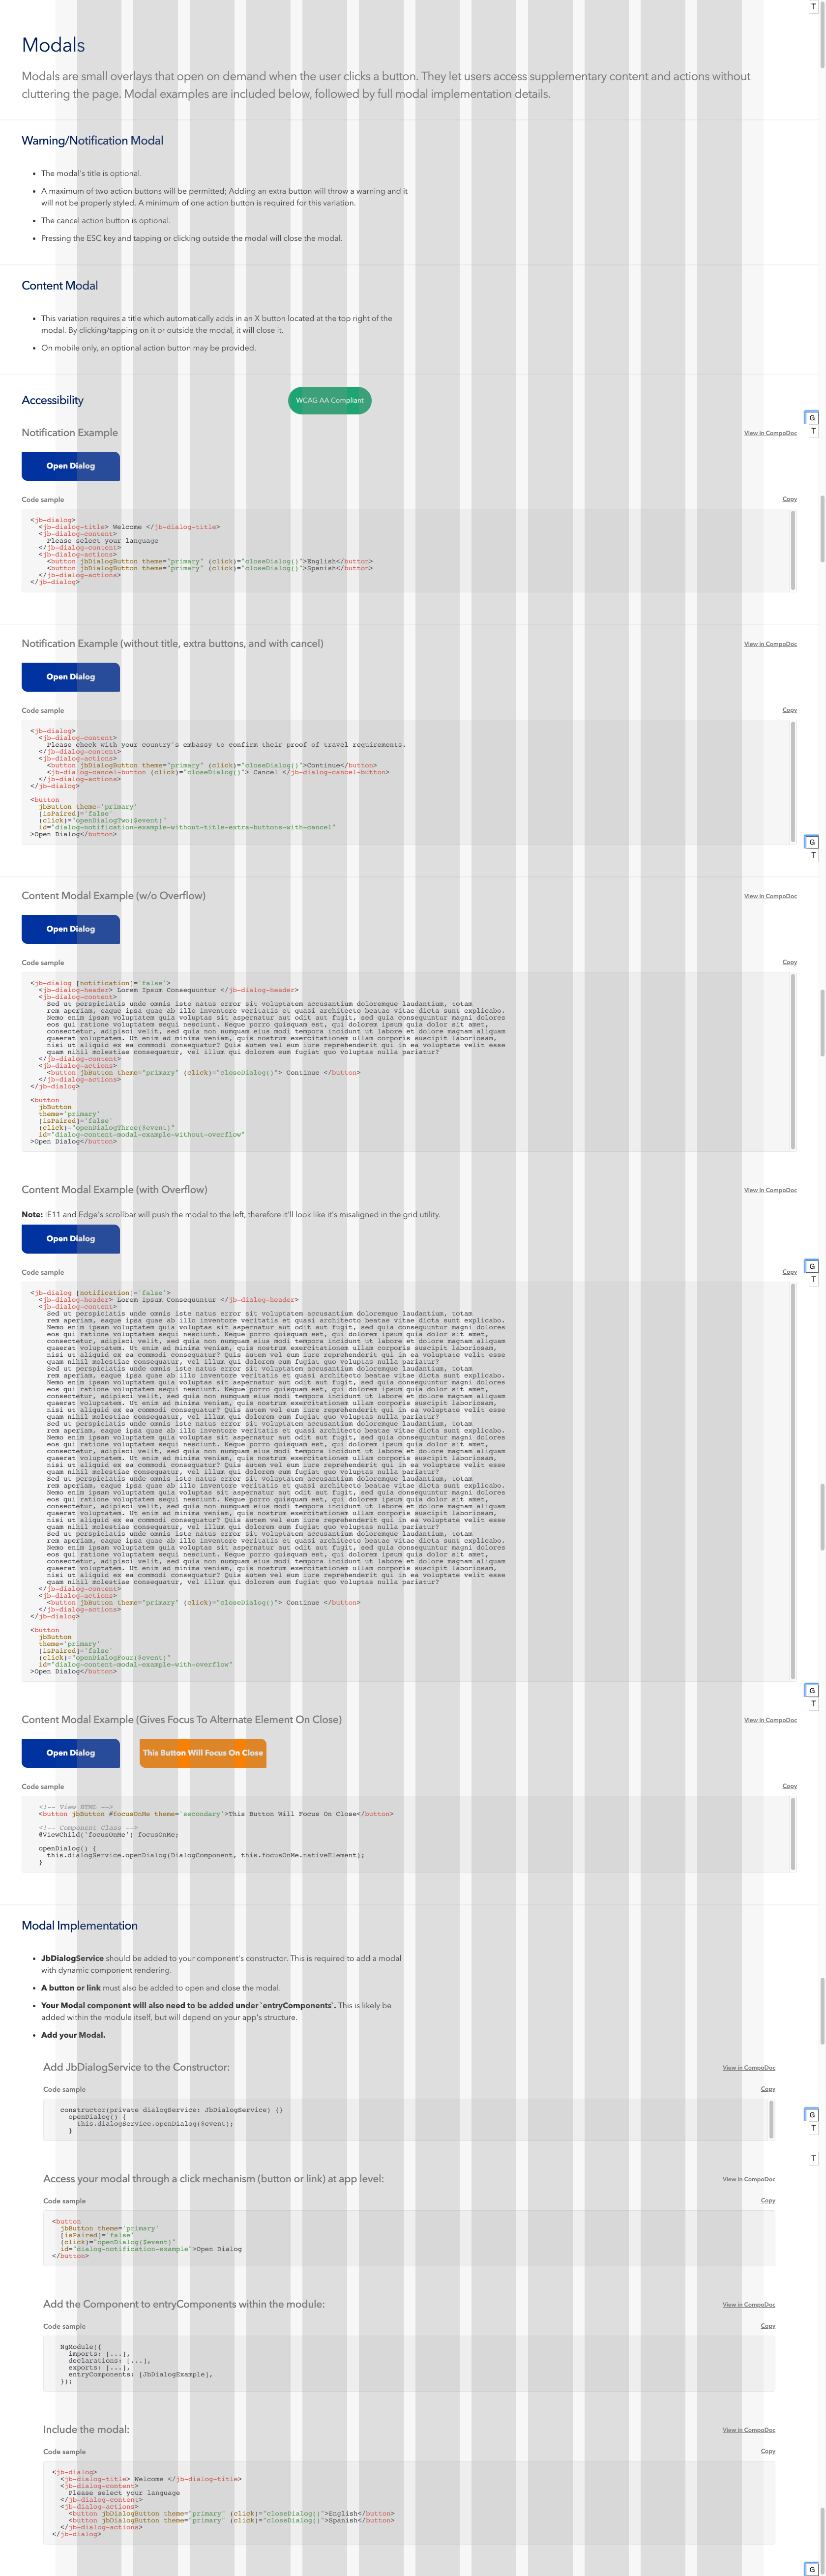 T
Modals
Modals are small overlays that open on demand when the user clicks a button. They let users access supplementary content and actions without
cluttering the page. Modal examples are included below, followed by full modal implementation details.
Warning/Notification Modal
• The modal's title is optional.
• A maximum of two action buttons will be permitted; Adding an extra button will throw a warning and it
will not be properly styled. A minimum of one action button is required for this variation.
• The cancel action button is optional.
• Pressing the ESC key and tapping or clicking outside the modal will close the modal.
Content Modal
• This variation requires a title which automatically adds in an X button located at the top right of the
modal. By clicking/tapping on it or outside the modal, it will close it.
• On mobile only, an optional action button may be provided.
Accessibility
WCAG AA Compliant
G
T
Notification Example
View in CompoDoc
Open Dialog
Code sample
Copy
<jb-dialog>
<jb-dialog-title> Welcome </jb-dialog-title>
<jb-dialog-content>
Please select your language
</jb-dialog-content>
<jb-dialog-actions>
<button jbDialogButton theme="primary" (click)="closeDialog()">English</button>
<button jbDialogButton theme="primary" (click)="closeDialog()">Spanish</button>
</jb-dialog-actions>
</jb-dialog>
Notification Example (without title, extra buttons, and with cancel)
View in CompoDoc
Open Dialog
Code sample
Copy
<jb-dialog>
<jb-dialog-content>
Please check with your country's embassy to confirm their proof of travel requirements.
</jb-dialog-content>
<jb-dialog-actions>
<button jbDialogButton theme="primary" (click)="closeDialog()">Continue</button>
<jb-dialog-cancel-button (click)="closeDialog()"> Cancel </jb-dialog-cancel-button>
</jb-dialog-actions>
</jb-dialog>
<button
jbButton theme='primary'
[isPaired]='false'
(click)="openDialogTwo($event)"
id="dialog-notification-example-without-title-extra-buttons-with-cancel"
>Open Dialog</button>
G
T
Content Modal Example (w/o Overflow)
View in CompoDoc
Open Dialog
Code sample
Copy
<jb-dialog [notification]='false'>
<jb-dialog-header> Lorem Ipsum Consequuntur </jb-dialog-header>
<jb-dialog-content>
Sed ut perspiciatis unde omnis iste natus error sit voluptatem accusantium doloremque laudantium, totam
rem aperiam, eaque ipsa quae ab illo inventore veritatis et quasi architecto beatae vitae dicta sunt explicabo.
Nemo enim ipsam voluptatem quia voluptas sit aspernatur aut odit aut fugit, sed quia consequuntur magni dolores
eos qui ratione voluptatem sequi nesciunt. Neque porro quisquam est, qui dolorem ipsum quia dolor sit amet,
consectetur, adipisci velit, sed quia non numquam eius modi tempora incidunt ut labore et dolore magnam aliquam
quaerat voluptatem. Ut enim ad minima veniam, quis nostrum exercitationem ullam corporis suscipit laboriosam,
nisi ut aliquid ex ea commodi consequatur? Quis autem vel eum iure reprehenderit qui in ea voluptate velit esse
quam nihil molestiae consequatur, vel illum qui dolorem eum fugiat quo voluptas nulla pariatur?
</jb-dialog-content>
<jb-dialog-actions>
<button jbButton theme="primary" (click)="closeDialog()"> Continue </button>
</jb-dialog-actions>
</jb-dialog>
<button
jbButton
theme='primary'
[isPaired]='false'
(click)="openDialogThree($event)"
id="dialog-content-modal-example-without-overflow"
>Open Dialog</button>
Content Modal Example (with Overflow)
View in CompoDoc
Note: IE11 and Edge's scrollbar will push the modal to the left, therefore it'll look like it's misaligned in the grid utility.
Open Dialog
G
T
Code sample
Copy
<jb-dialog [notification]='false'>
<jb-dialog-header> Lorem Ipsum Consequuntur </jb-dialog-header>
<jb-dialog-content>
Sed ut perspiciatis unde omnis iste natus error sit voluptatem accusantium doloremque laudantium, totam
rem aperiam, eaque ipsa quae ab illo inventore veritatis et quasi architecto beatae vitae dicta sunt explicabo.
Nemo enim ipsam voluptatem quia voluptas sit aspernatur aut odit aut fugit, sed quia consequuntur magni dolores
eos qui ratione voluptatem sequi nesciunt. Neque porro quisquam est, qui dolorem ipsum quia dolor sit amet,
consectetur, adipisci velit, sed quia non numquam eius modi tempora incidunt ut labore et dolore magnam aliquam
quaerat voluptatem. Ut enim ad minima veniam, quis nostrum exercitationem ullam corporis suscipit laboriosam,
nisi ut aliquid ex ea commodi consequatur? Quis autem vel eum iure reprehenderit qui in ea voluptate velit esse
quam nihil molestiae consequatur, vel illum qui dolorem eum fugiat quo voluptas nulla pariatur?
Sed ut perspiciatis unde omnis iste natus error sit voluptatem accusantium doloremque laudantium, totam
rem aperiam, eaque ipsa quae ab illo inventore veritatis et quasi architecto beatae vitae dicta sunt explicabo.
Nemo enim ipsam voluptatem quia voluptas sit aspernatur aut odit aut fugit, sed quia consequuntur magni dolores
eos qui ratione voluptatem sequi nesciunt. Neque porro quisquam est, qui dolorem ipsum quia dolor sit amet,
consectetur, adipisci velit, sed quia non numquam eius modi tempora incidunt ut labore et dolore magnam aliquam
quaerat voluptatem. Ut enim ad minima veniam, quis nostrum exercitationem ullam corporis suscipit laboriosam,
nisi ut aliquid ex ea commodi consequatur? Quis autem vel eum iure reprehenderit qui in ea voluptate velit esse
quam nihil molestiae consequatur, vel illum qui dolorem eum fugiat quo voluptas nulla pariatur?
Sed ut perspiciatis unde omnis iste natus error sit voluptatem accusantium doloremque laudantium, totam
rem aperiam, eaque ipsa quae ab illo inventore veritatis et quasi architecto beatae vitae dicta sunt explicabo.
Nemo enim ipsam voluptatem quia voluptas sit aspernatur aut odit aut fugit, sed quia consequuntur magni dolores
eos qui ratione voluptatem sequi nesciunt. Neque porro quisquam est, qui dolorem ipsum quia dolor sit amet,
consectetur, adipisci velit, sed quia non numquam eius modi tempora incidunt ut labore et dolore magnam aliquam
quaerat voluptatem. Ut enim ad minima veniam, quis nostrum exercitationem ullam corporis suscipit laboriosam,
nisi ut aliquid ex ea commodi consequatur? Quis autem vel eum iure reprehenderit qui in ea voluptate velit esse
quam nihil molestiae consequatur, vel illum qui dolorem eum fugiat quo voluptas nulla pariatur?
Sed ut perspiciatis unde omnis iste natus error sit voluptatem accusantium doloremque laudantium, totam
rem aperiam, eaque ipsa quae ab illo inventore veritatis et quasi architecto beatae vitae dicta sunt explicabo.
Nemo enim ipsam voluptatem quia voluptas sit aspernatur aut odit aut fugit, sed quia consequuntur magni dolores
eos qui ratione voluptatem sequi nesciunt. Neque porro quisquam est, qui dolorem ipsum quia dolor sit amet,
consectetur, adipisci velit, sed quia non numquam eius modi tempora incidunt ut labore et dolore magnam aliquam
quaerat voluptatem. Ut enim ad minima veniam, quis nostrum exercitationem ullam corporis suscipit laboriosam,
nisi ut aliquid ex ea commodi consequatur? Quis autem vel eum iure reprehenderit qui in ea voluptate velit esse
quam nihil molestiae consequatur, vel illum qui dolorem eum fugiat quo voluptas nulla pariatur?
Sed ut perspiciatis unde omnis iste natus error sit voluptatem accusantium doloremque laudantium, totam
rem aperiam, eaque ipsa quae ab illo inventore veritatis et quasi architecto beatae vitae dicta sunt explicabo.
Nemo enim ipsam voluptatem quia voluptas sit aspernatur aut odit aut fugit, sed quia consequuntur magni dolores
eos qui ratione voluptatem sequi nesciunt. Neque porro quisquam est, qui dolorem ipsum quia dolor sit amet,
consectetur, adipisci velit, sed quia non numquam eius modi tempora incidunt ut labore et dolore magnam aliquam
quaerat voluptatem. Ut enim ad minima veniam, quis nostrum exercitationem ullam corporis suscipit laboriosam,
nisi ut aliquid ex ea commodi consequatur? Quis autem vel eum iure reprehenderit qui in ea voluptate velit esse
quam nihil molestiae consequatur, vel illum qui dolorem eum fugiat quo voluptas nulla pariatur?
</jb-dialog-content>
<jb-dialog-actions>
<button jbButton theme="primary" (click)="closeDialog()"> Continue </button>
</jb-dialog-actions>
</jb-dialog>
<button
jbButton
theme='primary'
[isPaired]='false'
(click)="openDialogFour($event)"
id="dialog-content-modal-example-with-overflow"
>Open Dialog</button>
G
T
Content Modal Example (Gives Focus To Alternate Element On Close)
View in CompoDoc
Open Dialog
This Button Will Focus On Close
Code sample
Copy
<!-- View HTML -->
<button jbButton #focusOnMe theme='secondary'>This Button Will Focus On Close</button>
<!-- Component Class -->
@ViewChild('focusOnMe') focusOnMe;
openDialog() {
this.dialogService.openDialog(DialogComponent, this.focusOnMe.nativeElement);
}
Modal Implementation
• JbDialogService should be added to your component's constructor. This is required to add a modal
with dynamic component rendering.
• A button or link must also be added to open and close the modal.
• Your Modal component will also need to be added under `entryComponents`. This is likely be
added within the module itself, but will depend on your app's structure.
• Add your Modal.
Add JbDialogService to the Constructor:
View in CompoDoc
Code sample
Copy
constructor(private dialogService: JbDialogService) {}
openDialog() {
this.dialogService.openDialog($event);
}
G
T
T
Access your modal through a click mechanism (button or link) at app level:
View in CompoDoc
Code sample
Copy
<button
jbButton theme='primary'
[isPaired]='false'
(click)="openDialog($event)"
id="dialog-notification-example">Open Dialog
</button>
Add the Component to entryComponents within the module:
View in CompoDoc
Code sample
Copy
NgModule({
imports: [...],
declarations: [...],
exports: [...],
entryComponents: [JbDialogExample],
});
Include the modal:
View in CompoDoc
Code sample
Copy
<jb-dialog>
<jb-dialog-title> Welcome </jb-dialog-title>
<jb-dialog-content>
Please select your language
</jb-dialog-content>
<jb-dialog-actions>
<button jbDialogButton theme="primary" (click)="closeDialog()">English</button>
<button jbDialogButton theme="primary" (click)="closeDialog()">Spanish</button>
</jb-dialog-actions>
</jb-dialog>
G